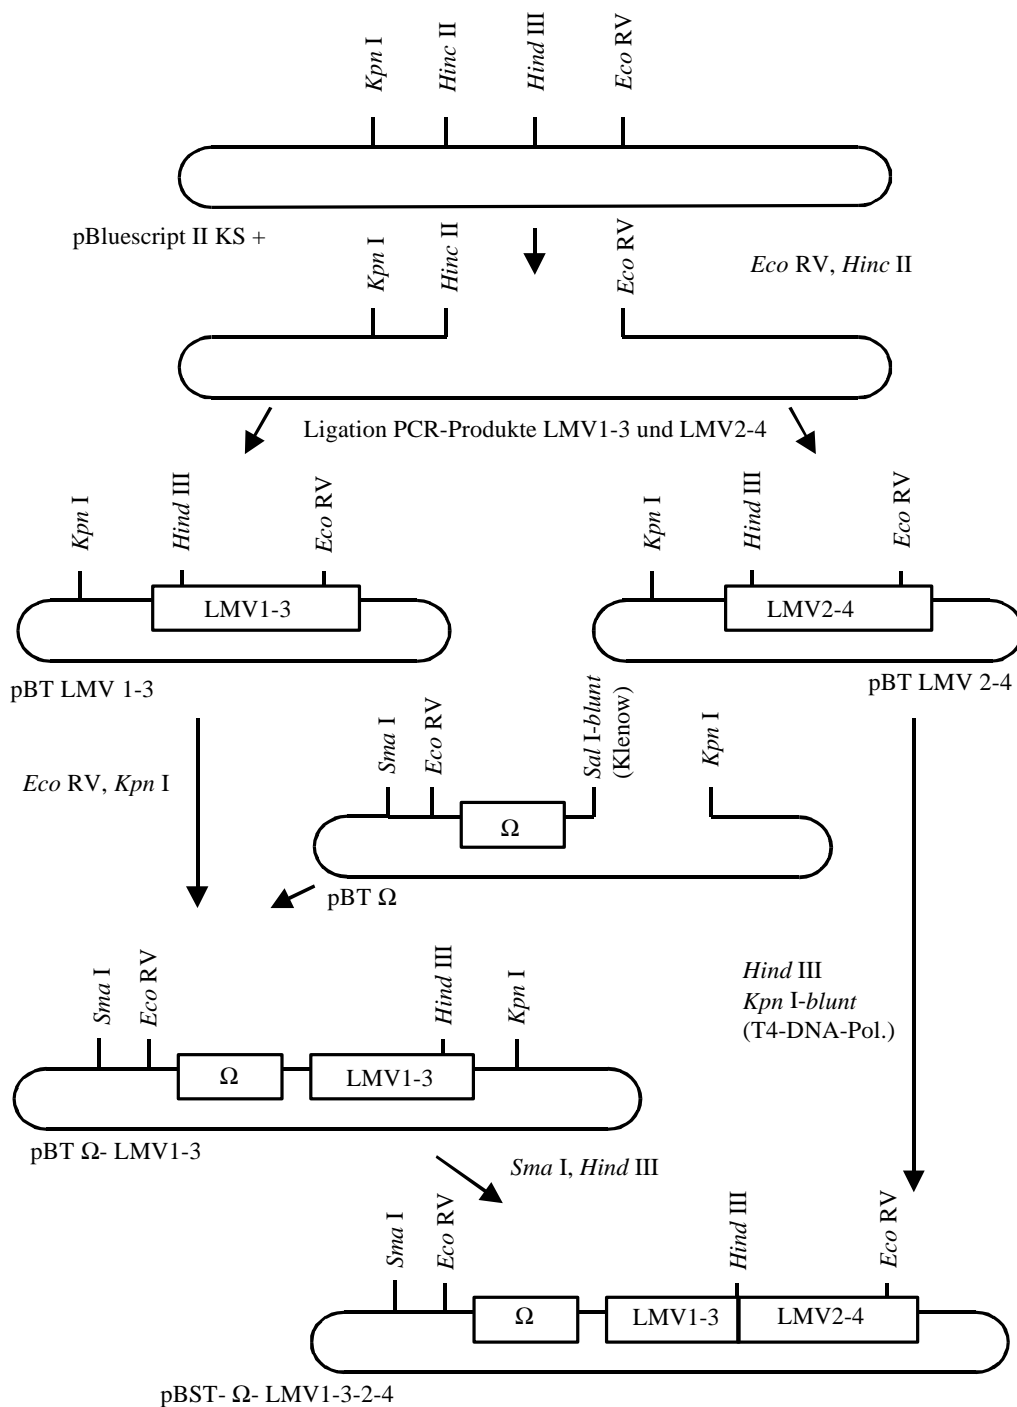 Kpn I
Hinc II
Hind III
Eco RV
pBluescript II KS +
Kpn I
Hinc II
Eco RV
Eco RV, Hinc II
Ligation PCR-Produkte LMV1-3 und LMV2-4
Kpn I
Hind III
Eco RV
LMV1-3
pBT LMV 1-3
Kpn I
Hind III
Eco RV
LMV2-4
pBT LMV 2-4
Eco RV, Kpn I
Sma I
Eco RV
Sal I-blunt
(Klenow)
Kpn I
Ω
pBT Ω
Hind III
Kpn I-blunt
(T4-DNA-Pol.)
Sma I
Eco RV
Hind III
Kpn I
Ω
LMV1-3
pBT Ω- LMV1-3
Sma I, Hind III
Sma I
Eco RV
Hind III
Eco RV
Ω
LMV1-3
LMV2-4
pBST- Ω- LMV1-3-2-4